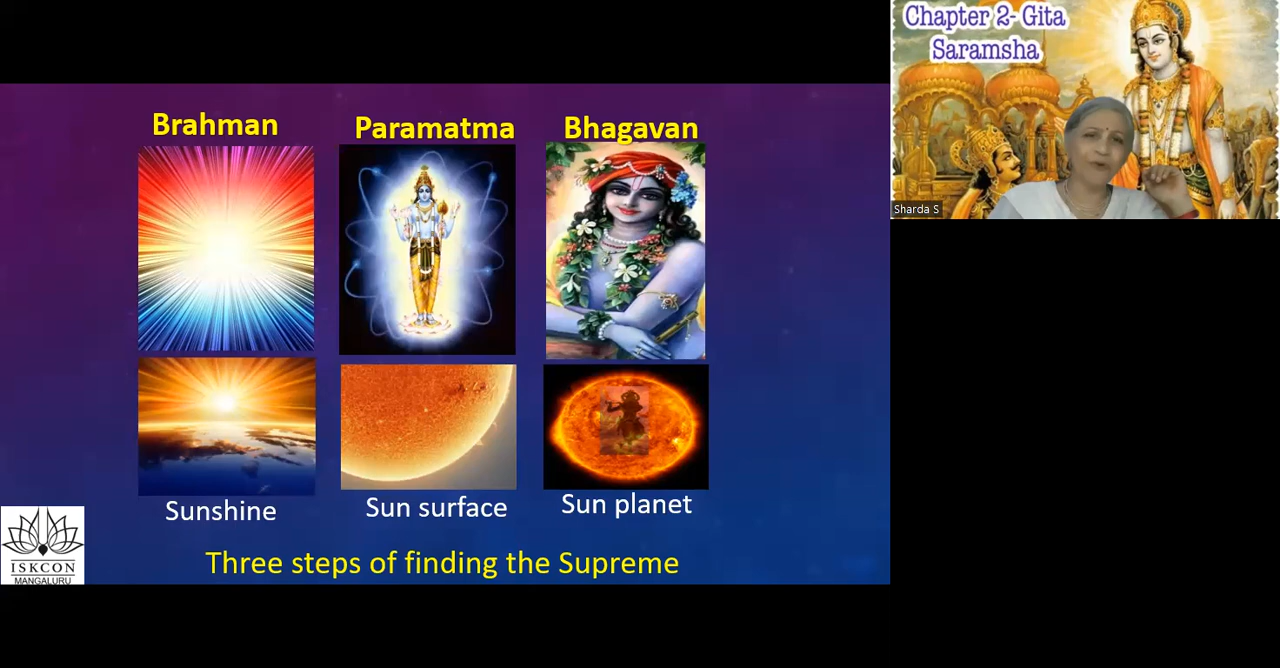 Brahman
Paramatma
Bhagavan
Sunshine
Sun surface
Sun planet
Three steps of finding the Supreme
ISKCON
MANGALURU
Chapter 2- Gita
Saramsha
Sharda S